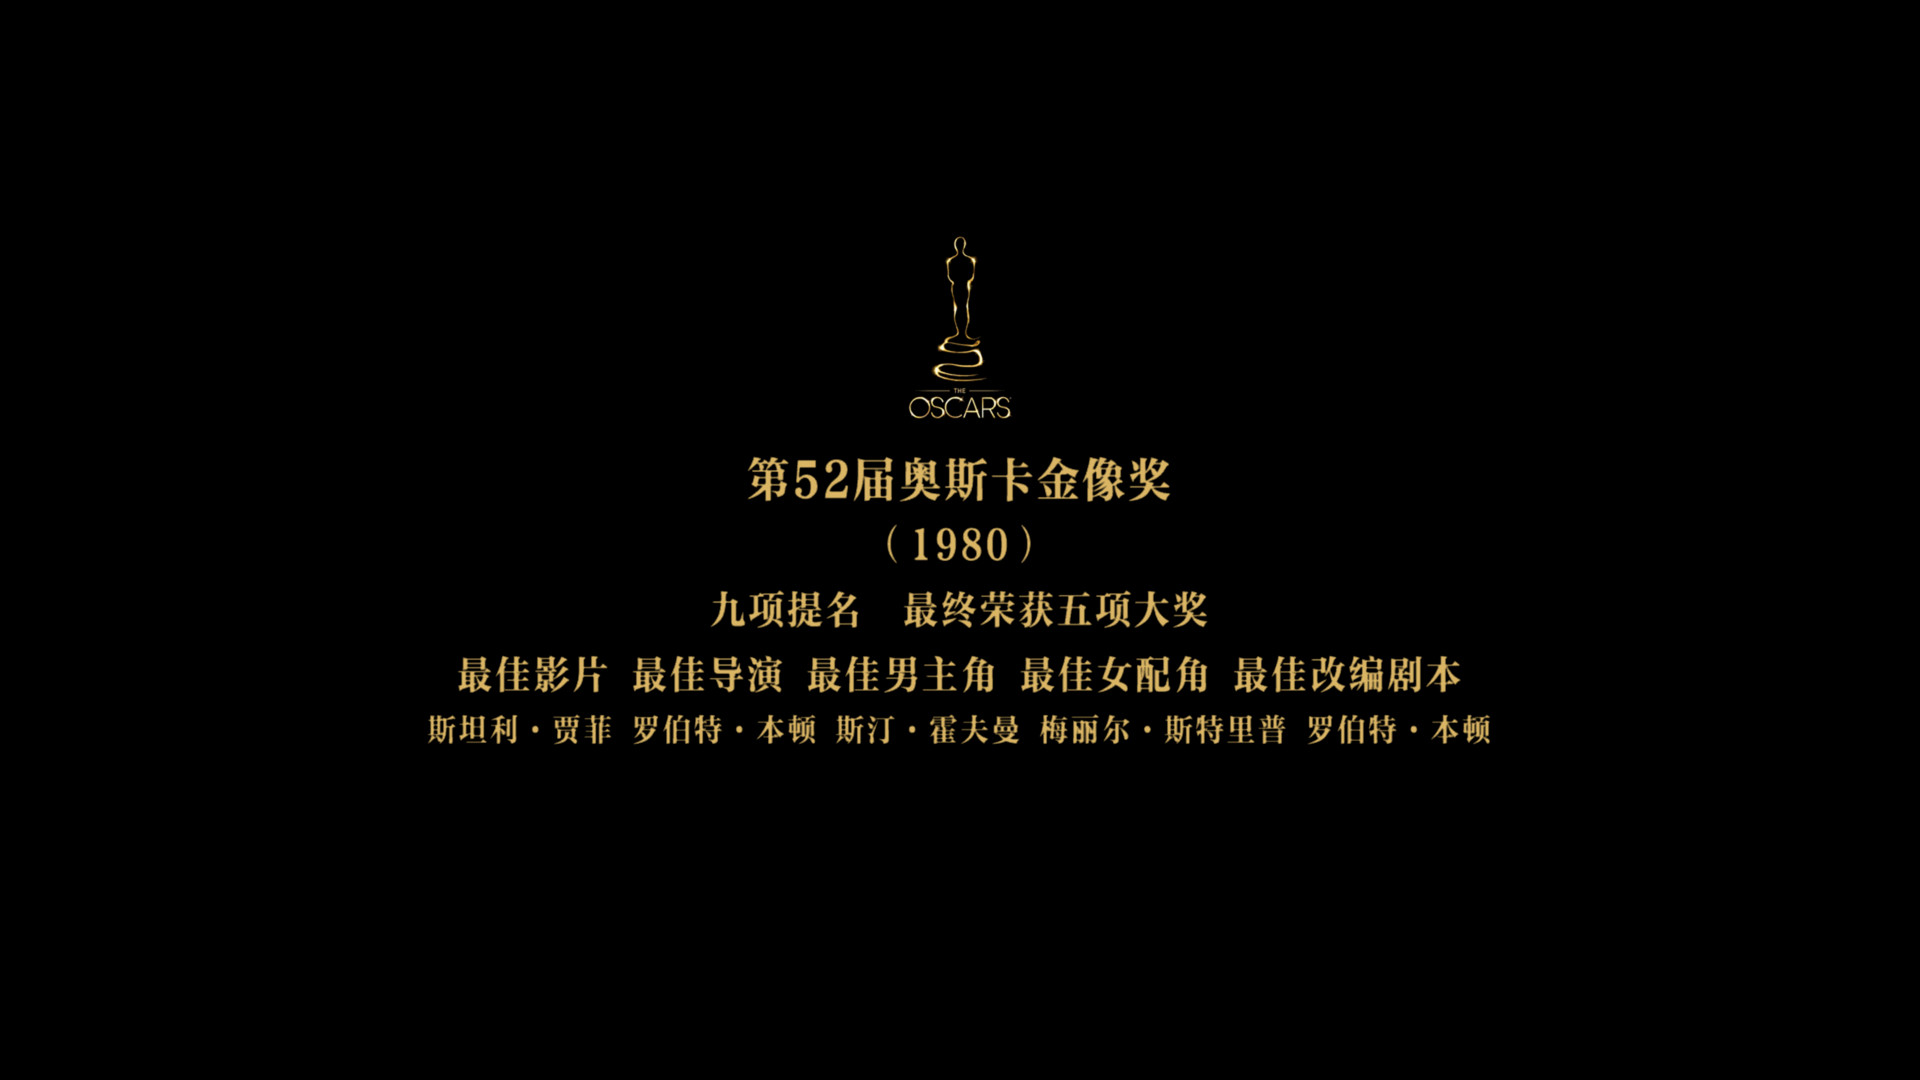 THE
OSCARS
第52届奥斯卡金像奖
（1980）
九项提名 最终荣获五项大奖
最佳影片 最佳导演 最佳男主角 最佳女配角 最佳改编剧本
斯坦利·贾菲 罗伯特·本顿 斯汀·霍夫曼 梅丽尔·斯特里普 罗伯特·本顿